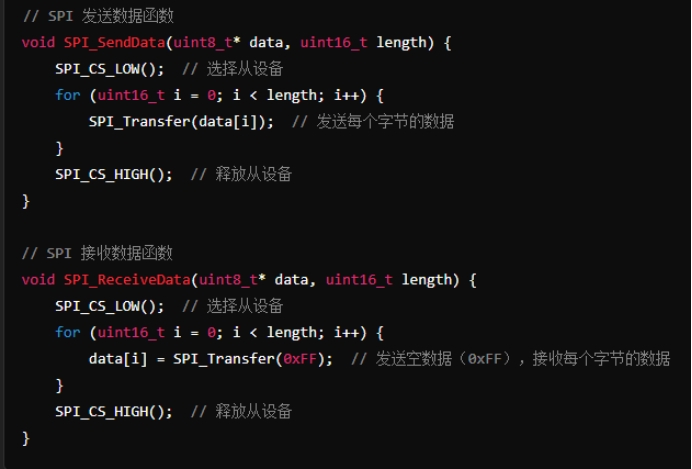 // SPI 发送数据函数
void SPI_SendData(uint8_t* data, uint16_t length) {
    SPI_CS_LOW();  // 选择从设备
    for (uint16_t i = 0; i < length; i++) {
        SPI_Transfer(data[i]);  // 发送每个字节的数据
    }
    SPI_CS_HIGH();  // 释放从设备
}

// SPI 接收数据函数
void SPI_ReceiveData(uint8_t* data, uint16_t length) {
    SPI_CS_LOW();  // 选择从设备
    for (uint16_t i = 0; i < length; i++) {
        data[i] = SPI_Transfer(0xFF);  // 发送空数据（0xFF），接收每个字节的数据
    }
    SPI_CS_HIGH();  // 释放从设备
}